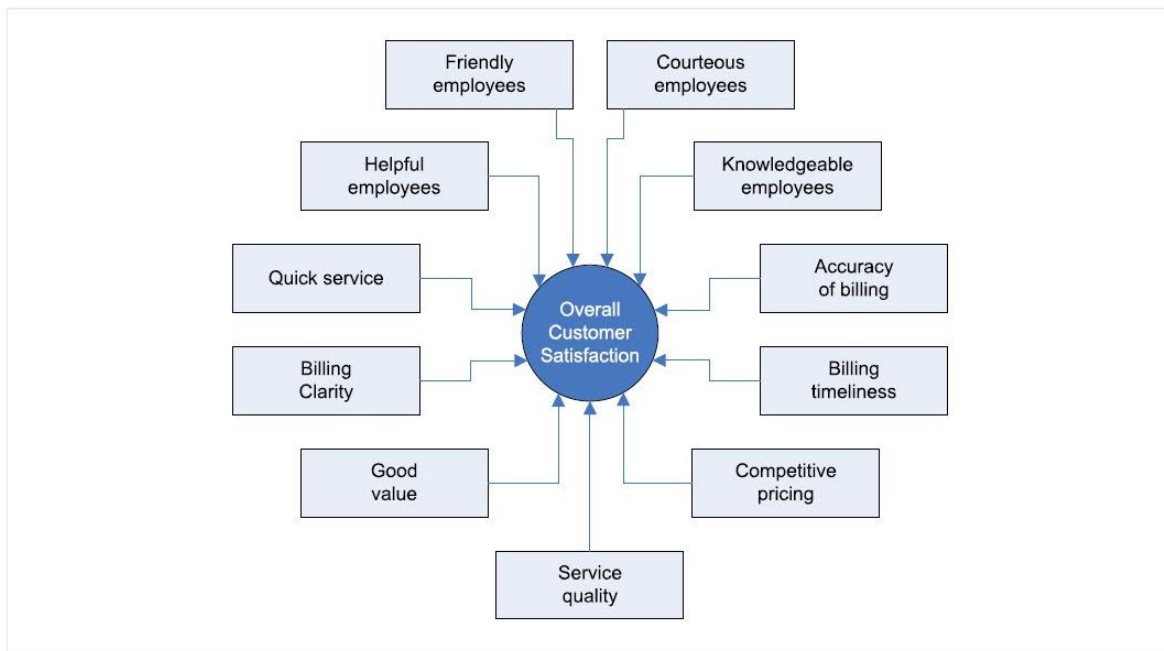 Friendly
employees
Courteous
employees
Helpful
employees
Knowledgeable
employees
Quick service
Accuracy
of billing
Overall
Customer
Satisfaction
Billing
Clarity
Billing
timeliness
Good
value
Competitive
pricing
Service
quality